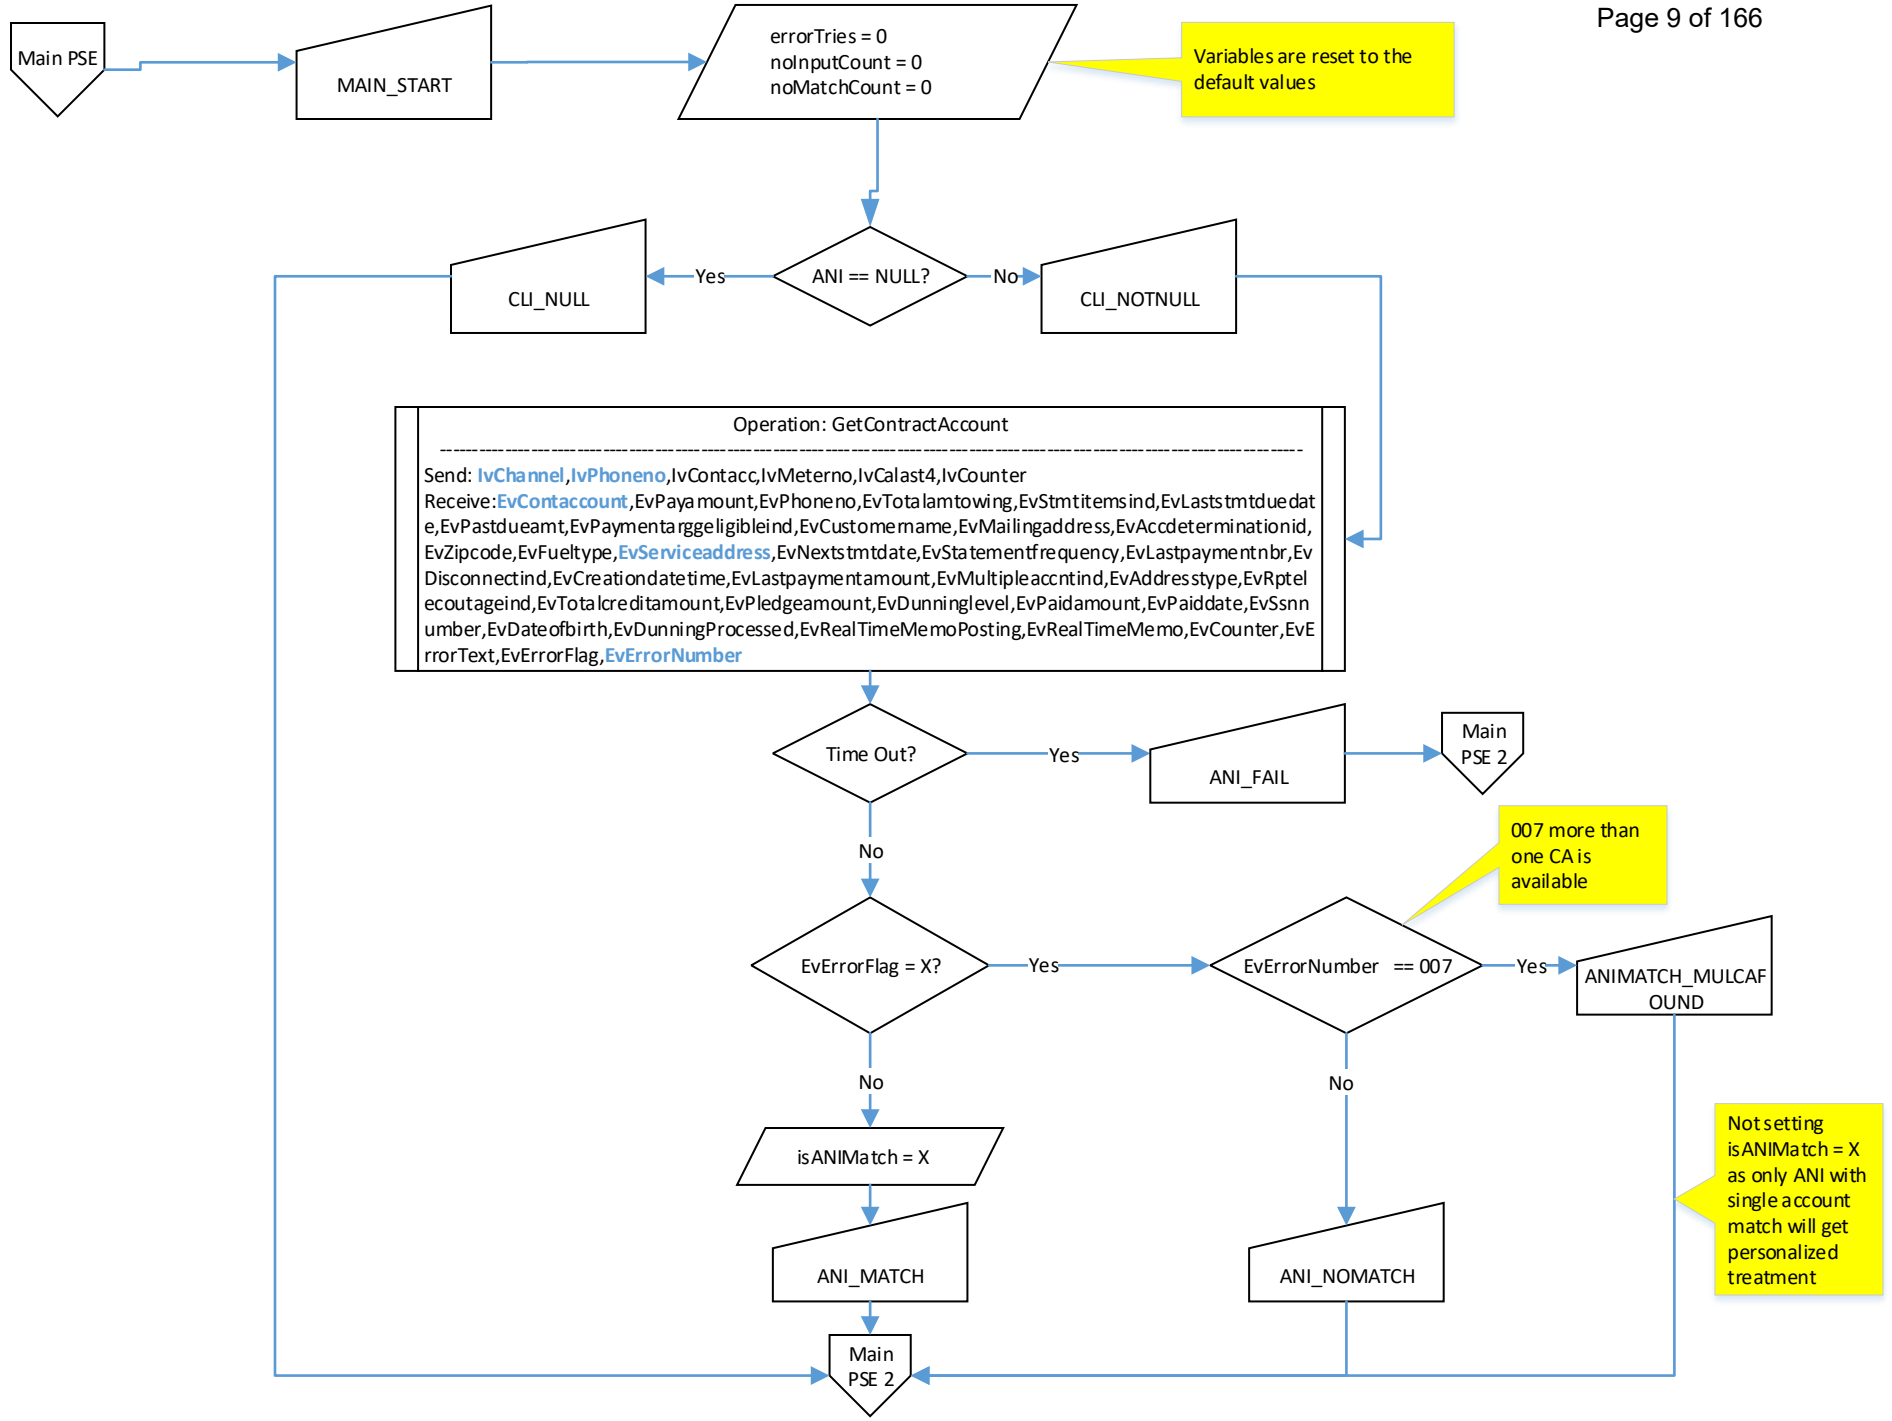 Page 9 of 166
Main PSE
MAIN_START
errorTries = 0
noInputCount = 0
noMatchCount = 0
Variables are reset to the
default values
CLI_NULL
Yes
ANI == NULL?
No
CLI_NOTNULL
Operation: GetContractAccount
Send: IvChannel,IvPhoneno,IvContacc,IvMeterno,IvCalast4,IvCounter
Receive:EvContaccount,EvPayamount,EvPhoneno,EvTotalamtowing,EvStmtitemsind,EvLaststmtduedat
e,EvPastdueamt,EvPaymentarggeligibleind,EvCustomername,EvMailingaddress,EvAccdeterminationid,
EvZipcode,EvFueltype,EvServiceaddress,EvNextstmtdate,EvStatementfrequency,EvLastpaymentnbr,Ev
Disconnectind,EvCreationdatetime,EvLastpaymentamount,EvMultipleaccntind,EvAddresstype,EvRptel
ecoutageind,EvTotalcreditamount,EvPledgeamount,EvDunninglevel,EvPaidamount,EvPaiddate,EvSsnn
umber,EvDateofbirth,EvDunningProcessed,EvRealTimeMemoPosting,EvRealTimeMemo,EvCounter,EvE
rrorText,EvErrorFlag,EvErrorNumber
Time Out?
Yes
ANI_FAIL
Main
PSE 2
No
007 more than
one CA is
available
EvErrorFlag = X?
Yes
EvErrorNumber == 007
Yes
ANIMATCH_MULCAF
OUND
No
No
isANIMatch = X
Not setting
isANIMatch = X
as only ANI with
single account
match will get
personalized
treatment
ANI_MATCH
ANI_NOMATCH
Main
PSE 2